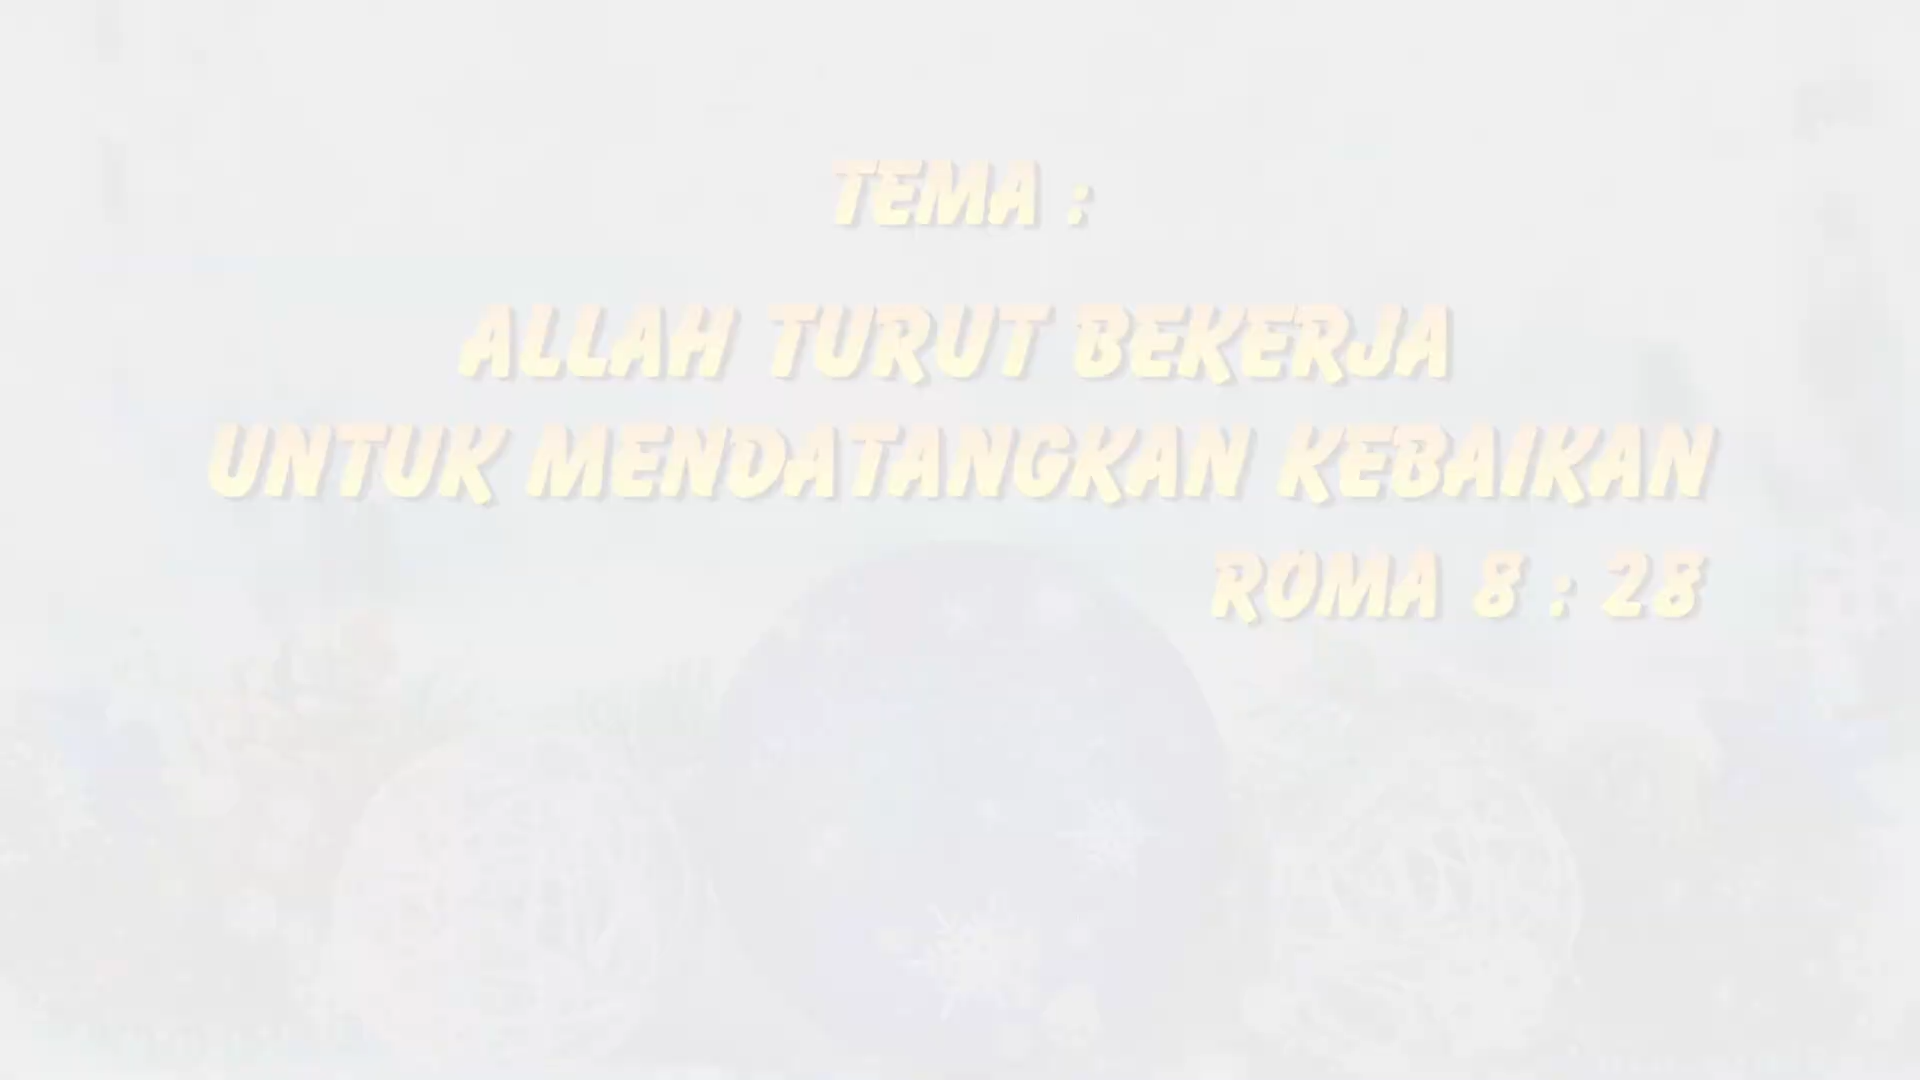 TEMA :
ALLAH TURUT BEKERJA
UNTUK MENDATANGKAN KEBAIKAN
ROMA 8 : 28